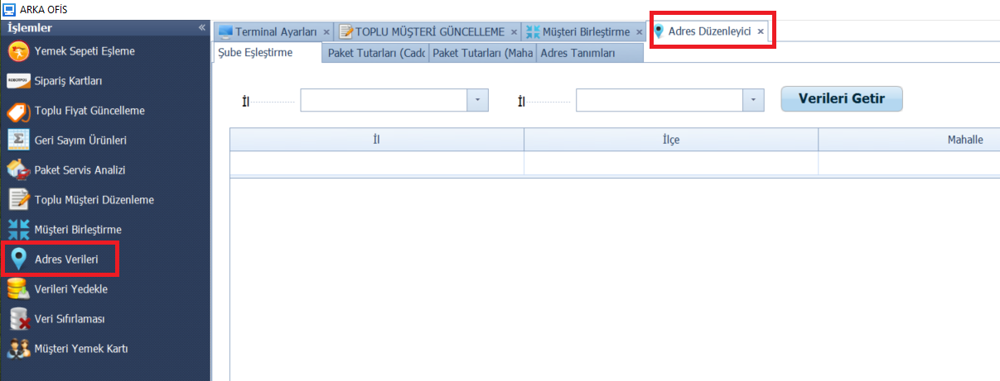 ARKA OFİS
İşlemler «
Yemek Sepeti Eşleme
Sipariş Kartları
Toplu Fiyat Güncelleme
Geri Sayım Ürünleri
Paket Servis Analizi
Toplu Müşteri Düzenleme
Müşteri Birleştirme
Adres Verileri
Verileri Yedekle
Veri Sıfırlaması
Müşteri Yemek Kartı
Terminal Ayarları × TOPLU MÜŞTERİ GÜNCELLEME × Müşteri Birleştirme × Adres Düzenleyici ×
Şube Eşleştirme Paket Tutarları (Cadd Paket Tutarları (Maha Adres Tanımları
İl İl Verileri Getir
İl İlçe Mahalle